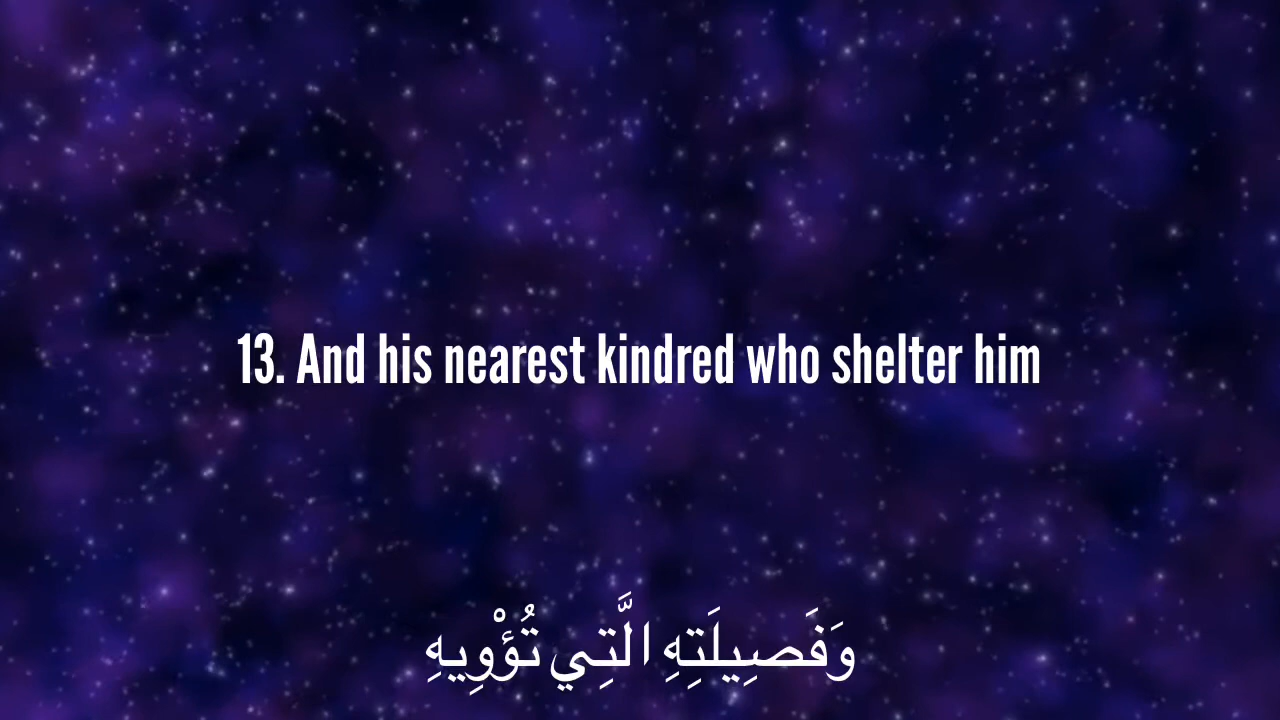 13. And his nearest kindred who shelter him
وَفَصِيلَتِهِ الَّتِي تُؤْوِيهِ